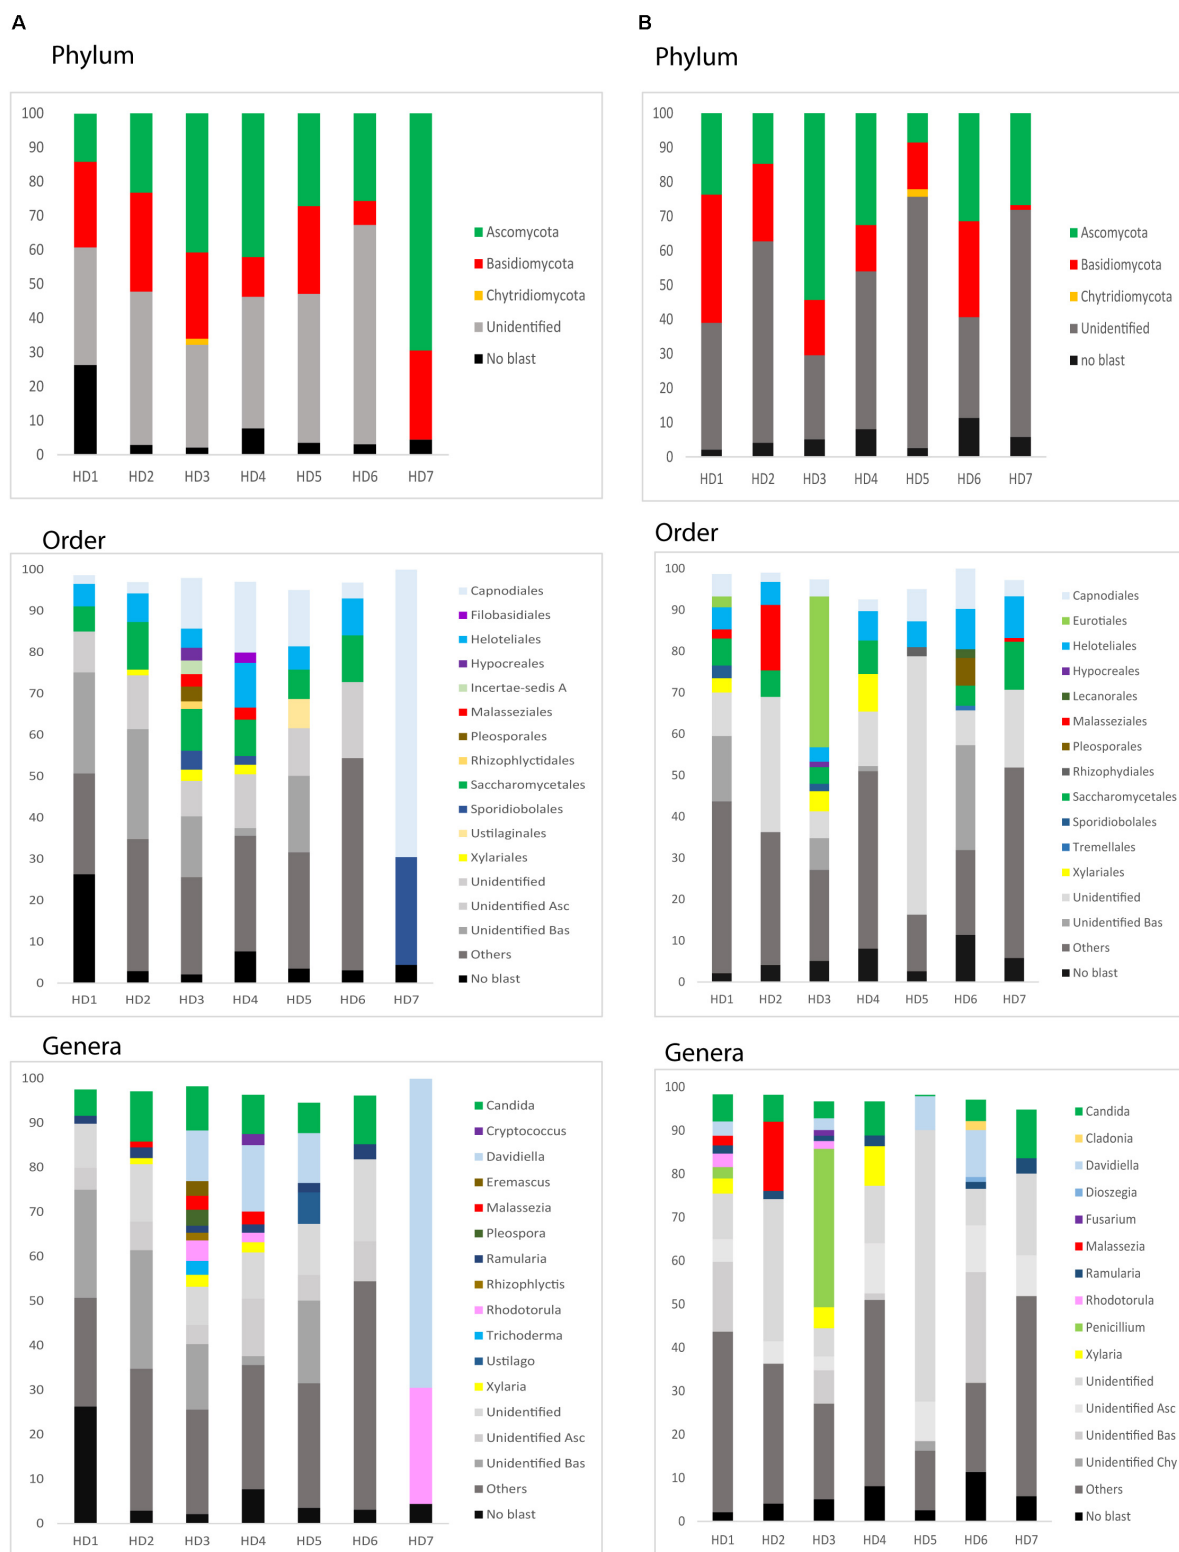 A
Phylum
100
90
80
70
60
50
40
30
20
10
0
HD1 HD2 HD3 HD4 HD5 HD6 HD7
Ascomycota
Basidiomycota
Chytridiomycota
Unidentified
No blast
Order
100
90
80
70
60
50
40
30
20
10
0
HD1 HD2 HD3 HD4 HD5 HD6 HD7
Capnodiales
Filobasidiales
Heloteliales
Hypocreales
Incertae-sedis A
Malasseziales
Pleosporales
Rhizophlyctidales
Saccharomycetales
Sporidiobolales
Ustilaginales
Xylariales
Unidentified
Unidentified Asc
Unidentified Bas
Others
No blast
Genera
100
90
80
70
60
50
40
30
20
10
0
HD1 HD2 HD3 HD4 HD5 HD6 HD7
Candida
Cryptococcus
Davidiella
Eremascus
Malassezia
Pleospora
Ramularia
Rhizophlyctis
Rhodotorula
Trichoderma
Ustilago
Xylaria
Unidentified
Unidentified Asc
Unidentified Bas
Others
No blast
B
Phylum
100
90
80
70
60
50
40
30
20
10
0
HD1 HD2 HD3 HD4 HD5 HD6 HD7
Ascomycota
Basidiomycota
Chytridiomycota
Unidentified
no blast
Order
100
90
80
70
60
50
40
30
20
10
0
HD1 HD2 HD3 HD4 HD5 HD6 HD7
Capnodiales
Eurotiales
Heloteliales
Hypocreales
Lecanorales
Malasseziales
Pleosporales
Rhizophydiales
Saccharomycetales
Sporidiobolales
Tremellales
Xylariales
Unidentified
Unidentified Bas
Others
No blast
Genera
100
90
80
70
60
50
40
30
20
10
0
HD1 HD2 HD3 HD4 HD5 HD6 HD7
Candida
Cladonia
Davidiella
Dioszegia
Fusarium
Malassezia
Ramularia
Rhodotorula
Penicillium
Xylaria
Unidentified
Unidentified Asc
Unidentified Bas
Unidentified Chy
Others
No blast